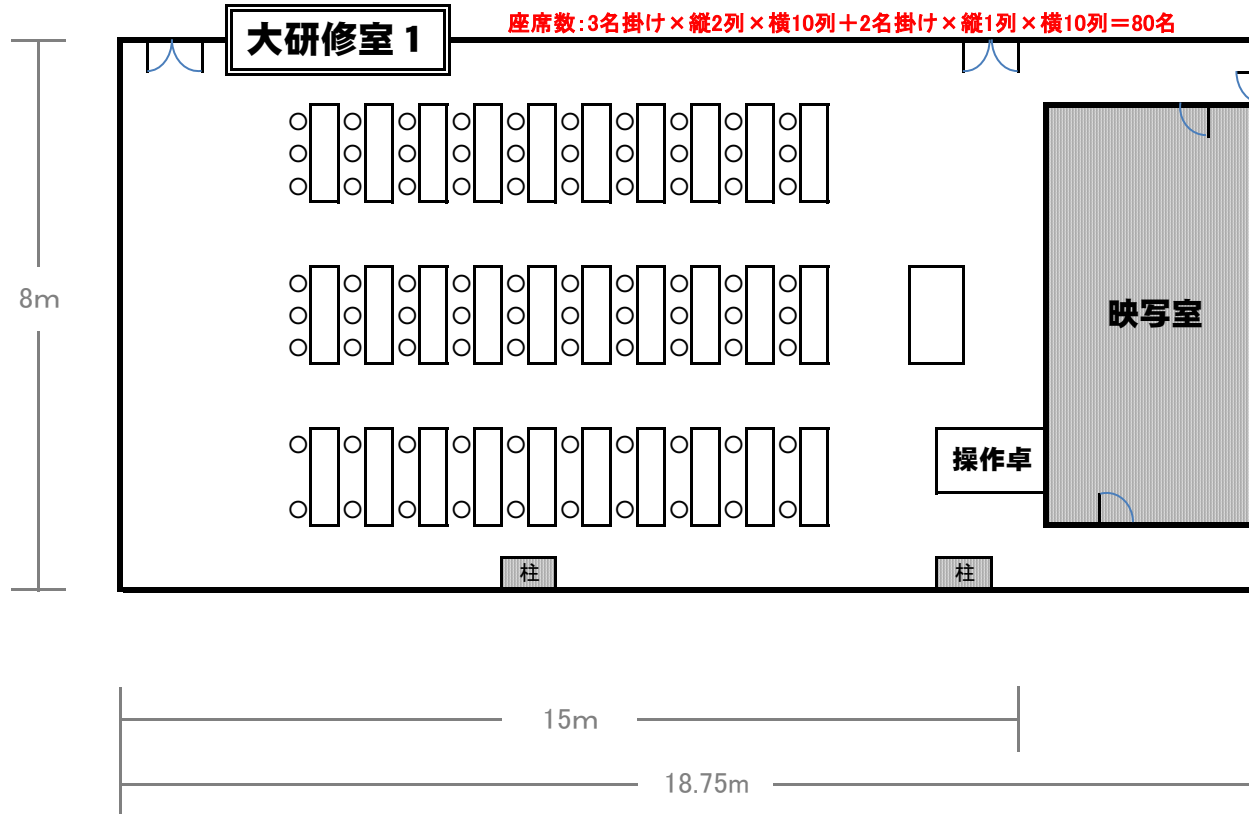 座席数:3名掛け×縦2列×横10列＋2名掛け×縦1列×横10列＝80名
大研修室１
8ｍ
映写室
操作卓
柱
柱
15ｍ
18.75m